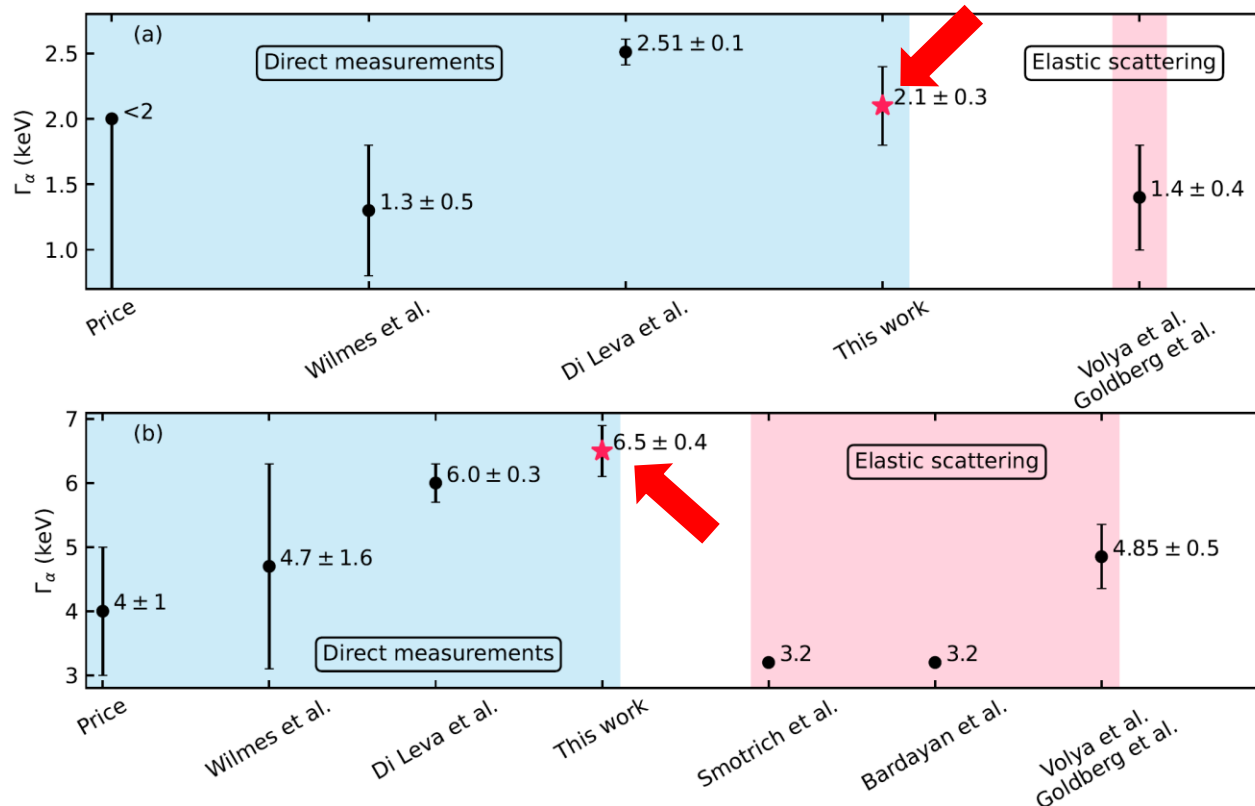 (a)
Direct measurements
Elastic scattering
Γα (keV)
2.5
2.0
1.5
1.0
<2
1.3 ± 0.5
2.51 ± 0.1
2.1 ± 0.3
1.4 ± 0.4
Price
Wilmes et al.
Di Leva et al.
This work
Volya et al.
Goldberg et al.
(b)
Elastic scattering
Direct measurements
Γα (keV)
7
6
5
4
3
4 ± 1
4.7 ± 1.6
6.0 ± 0.3
6.5 ± 0.4
3.2
3.2
4.85 ± 0.5
Price
Wilmes et al.
Di Leva et al.
This work
Smotrich et al.
Bardayan et al.
Volya et al.
Goldberg et al.